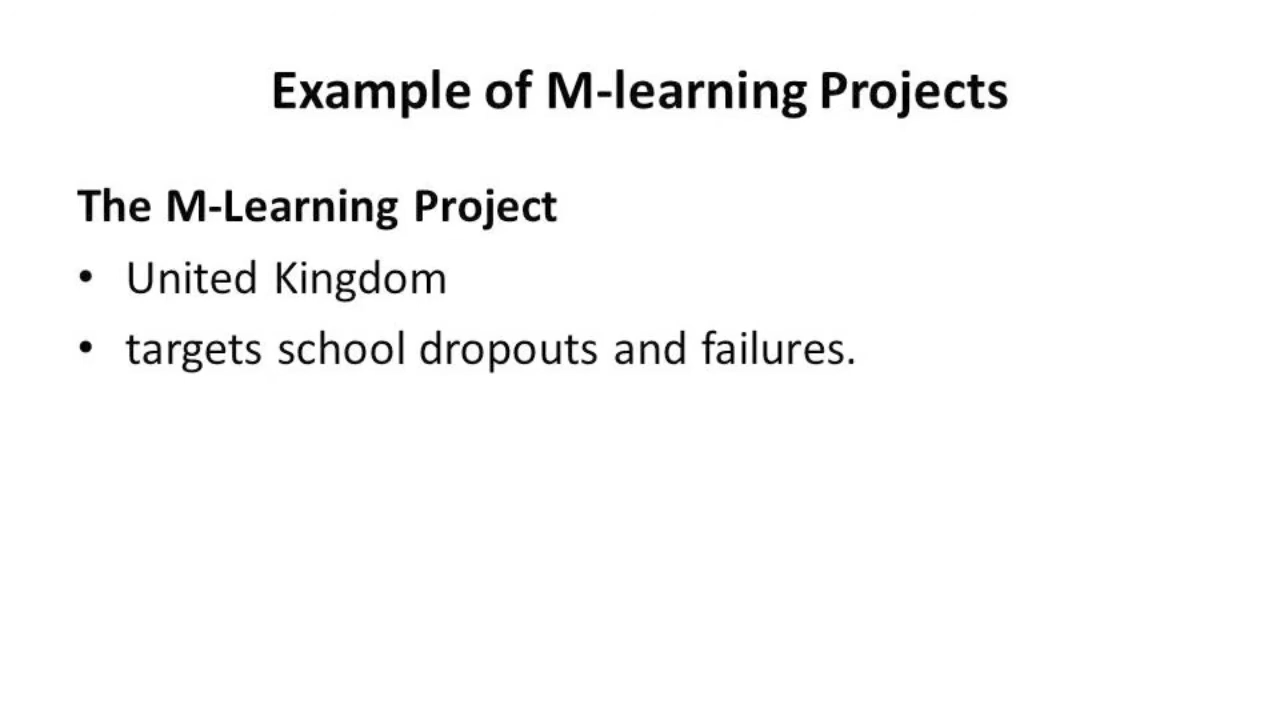 Example of M-learning Projects
The M-Learning Project
• United Kingdom
• targets school dropouts and failures.